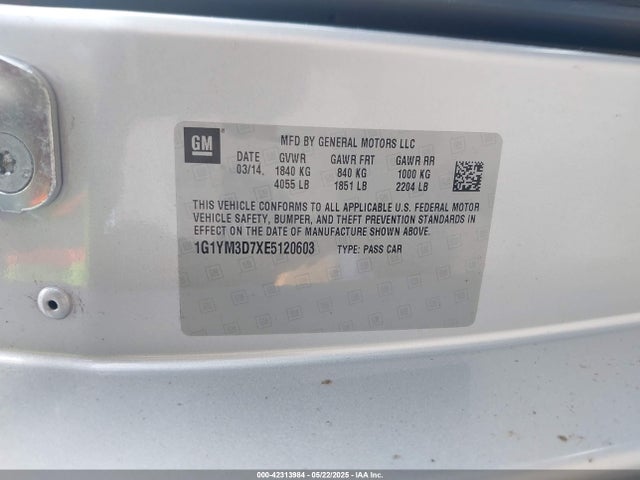 GM
MFD BY GENERAL MOTORS LLC
DATE GVWR GAWR FRT GAWR RR
03/14 1840 KG 840 KG 1000 KG
4055 LB 1851 LB 2204 LB
THIS VEHICLE CONFORMS TO ALL APPLICABLE U.S. FEDERAL MOTOR
VEHICLE SAFETY, BUMPER, AND THEFT PREVENTION STANDARDS IN
EFFECT ON THE DATE OF MANUFACTURE SHOWN ABOVE.
1G1YM3D7XE5120603 TYPE: PASS CAR
000-42313984 - 05/22/2025 - IAA Inc.